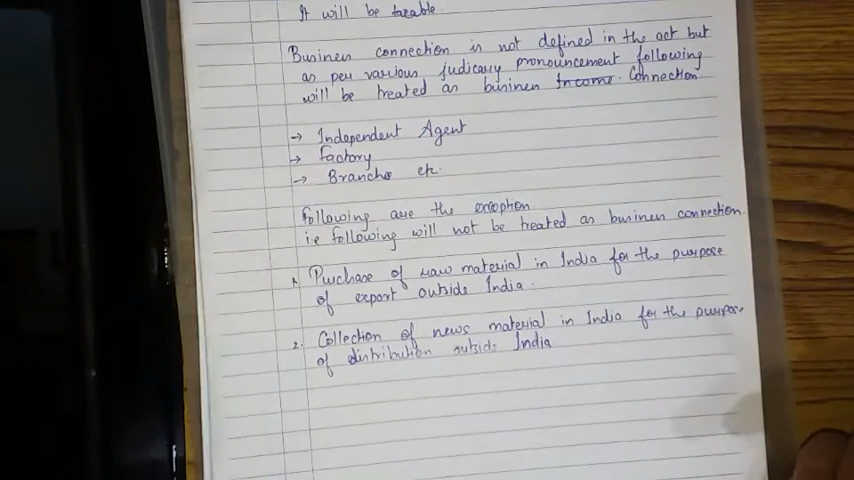 It will be taxable
Business connection is not defined in the act but
as per various judicary pronouncement following
will be treated as business Income Connection
→ Independent Agent
→ Factory
→ Branche etc.
following are the exception.
i.e following will not be treated as business connection.
1. Purchase of raw material in India for the purpose
of export outside India.
2. Collection of news material in India for the purpose
of distribution outside India